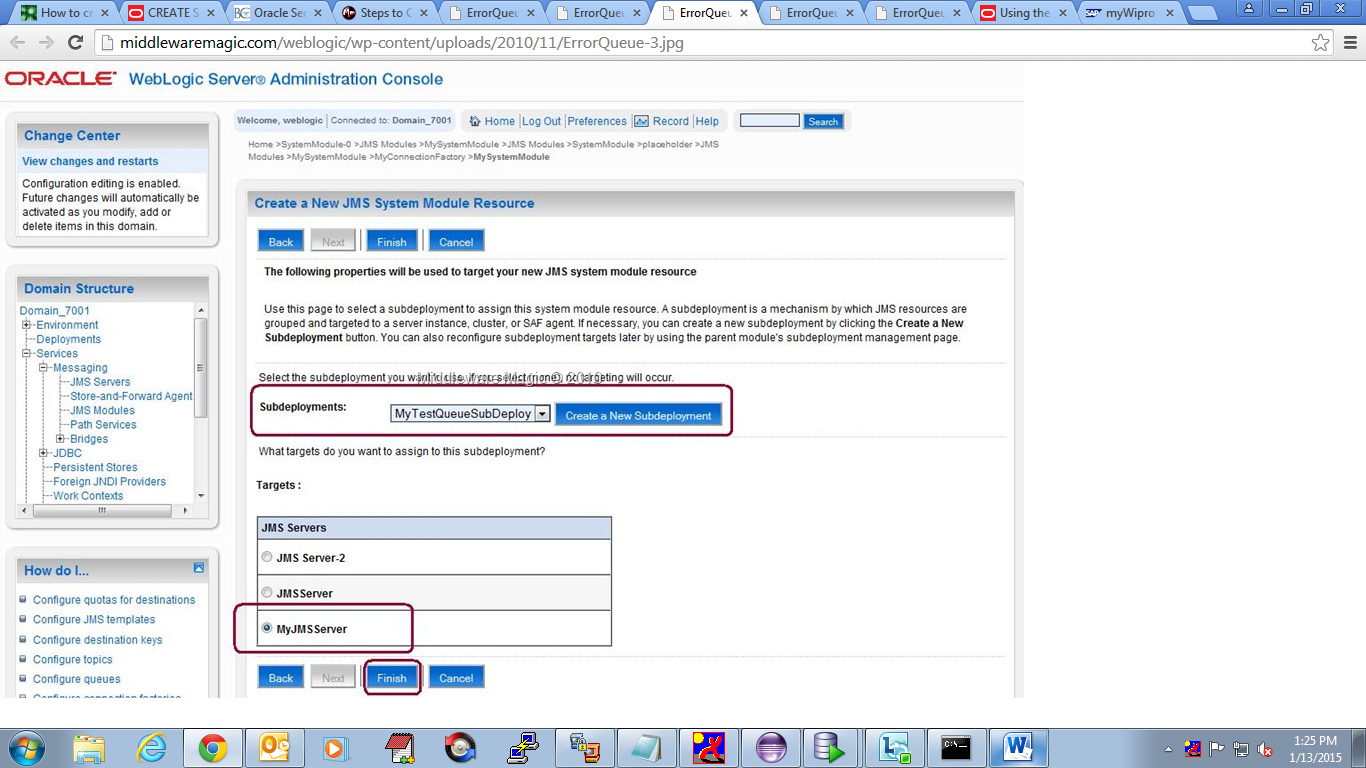 How to cr
CREATE S
Oracle Se
Steps to C
ErrorQueu
ErrorQueu
ErrorQueu
ErrorQueu
ErrorQueu
Using the
myWipro
middlewaremagic.com/weblogic/wp-content/uploads/2010/11/ErrorQueue-3.jpg
ORACLE WebLogic Server® Administration Console
Change Center
View changes and restarts
Configuration editing is enabled.
Future changes will automatically be
activated as you modify, add or
delete items in this domain.
Domain Structure
Domain_7001
Environment
Deployments
Services
Messaging
JMS Servers
Store-and-Forward Agent
JMS Modules
Path Services
Bridges
JDBC
Persistent Stores
Foreign JNDI Providers
Work Contexts
How do I...
Configure quotas for destinations
Configure JMS templates
Configure destination keys
Configure topics
Configure queues
Configure connection factories
Welcome, weblogic Connected to: Domain_7001
Home Log Out Preferences Record Help
Search
Home >SystemModule-0 >JMS Modules >MySystemModule >JMS Modules >SystemModule >placeholder >JMS
Modules >MySystemModule >MyConnectionFactory >MySystemModule
Create a New JMS System Module Resource
Back Next Finish Cancel
The following properties will be used to target your new JMS system module resource
Use this page to select a subdeployment to assign this system module resource. A subdeployment is a mechanism by which JMS resources are
grouped and targeted to a server instance, cluster, or SAF agent. If necessary, you can create a new subdeployment by clicking the Create a New
Subdeployment button. You can also reconfigure subdeployment targets later by using the parent module's subdeployment management page.
Select the subdeployment you want to use. If you select (none), no targeting will occur.
Middleware Magic © 2010
Subdeployments: MyTestQueueSubDeploy Create a New Subdeployment
What targets do you want to assign to this subdeployment?
Targets :
JMS Servers
JMS Server-2
JMSServer
MyJMSServer
Back Next Finish Cancel
1:25 PM
1/13/2015